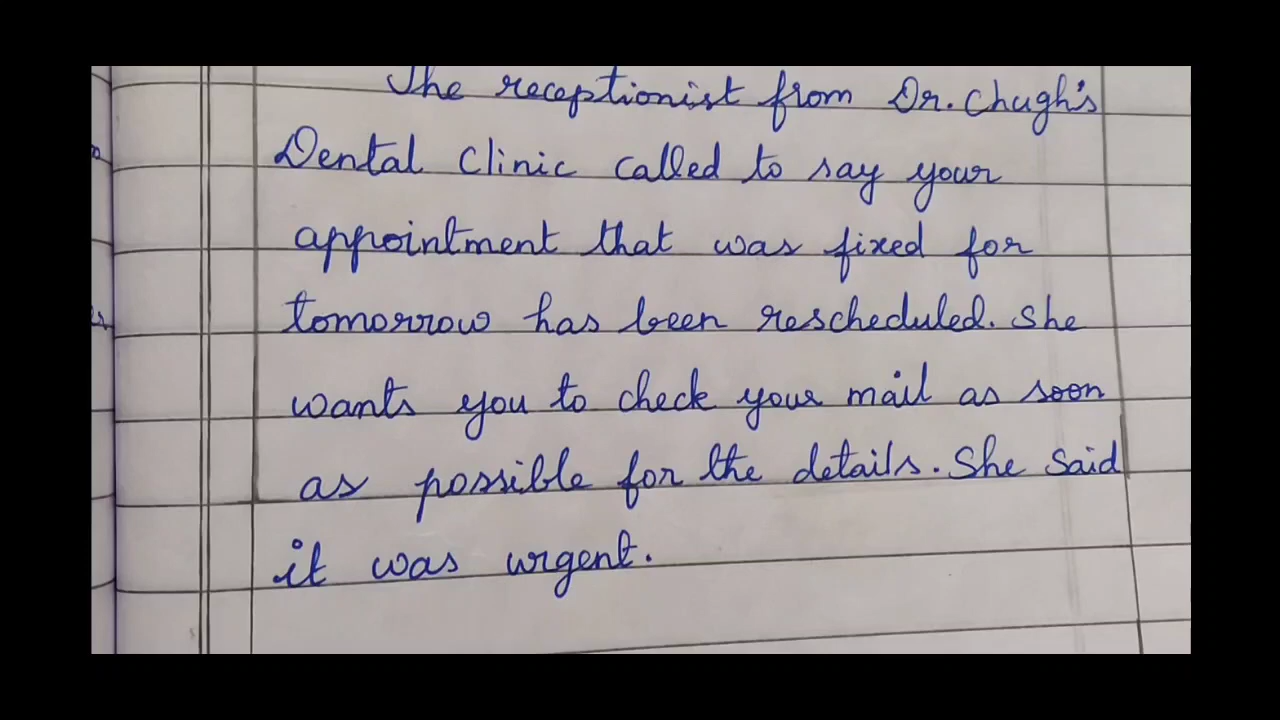 The receptionist from Dr. Chugh's
Dental Clinic called to say your
appointment that was fixed for
tomorrow has been rescheduled. She
wants you to check your mail as soon
as possible for the details. She said
it was urgent.